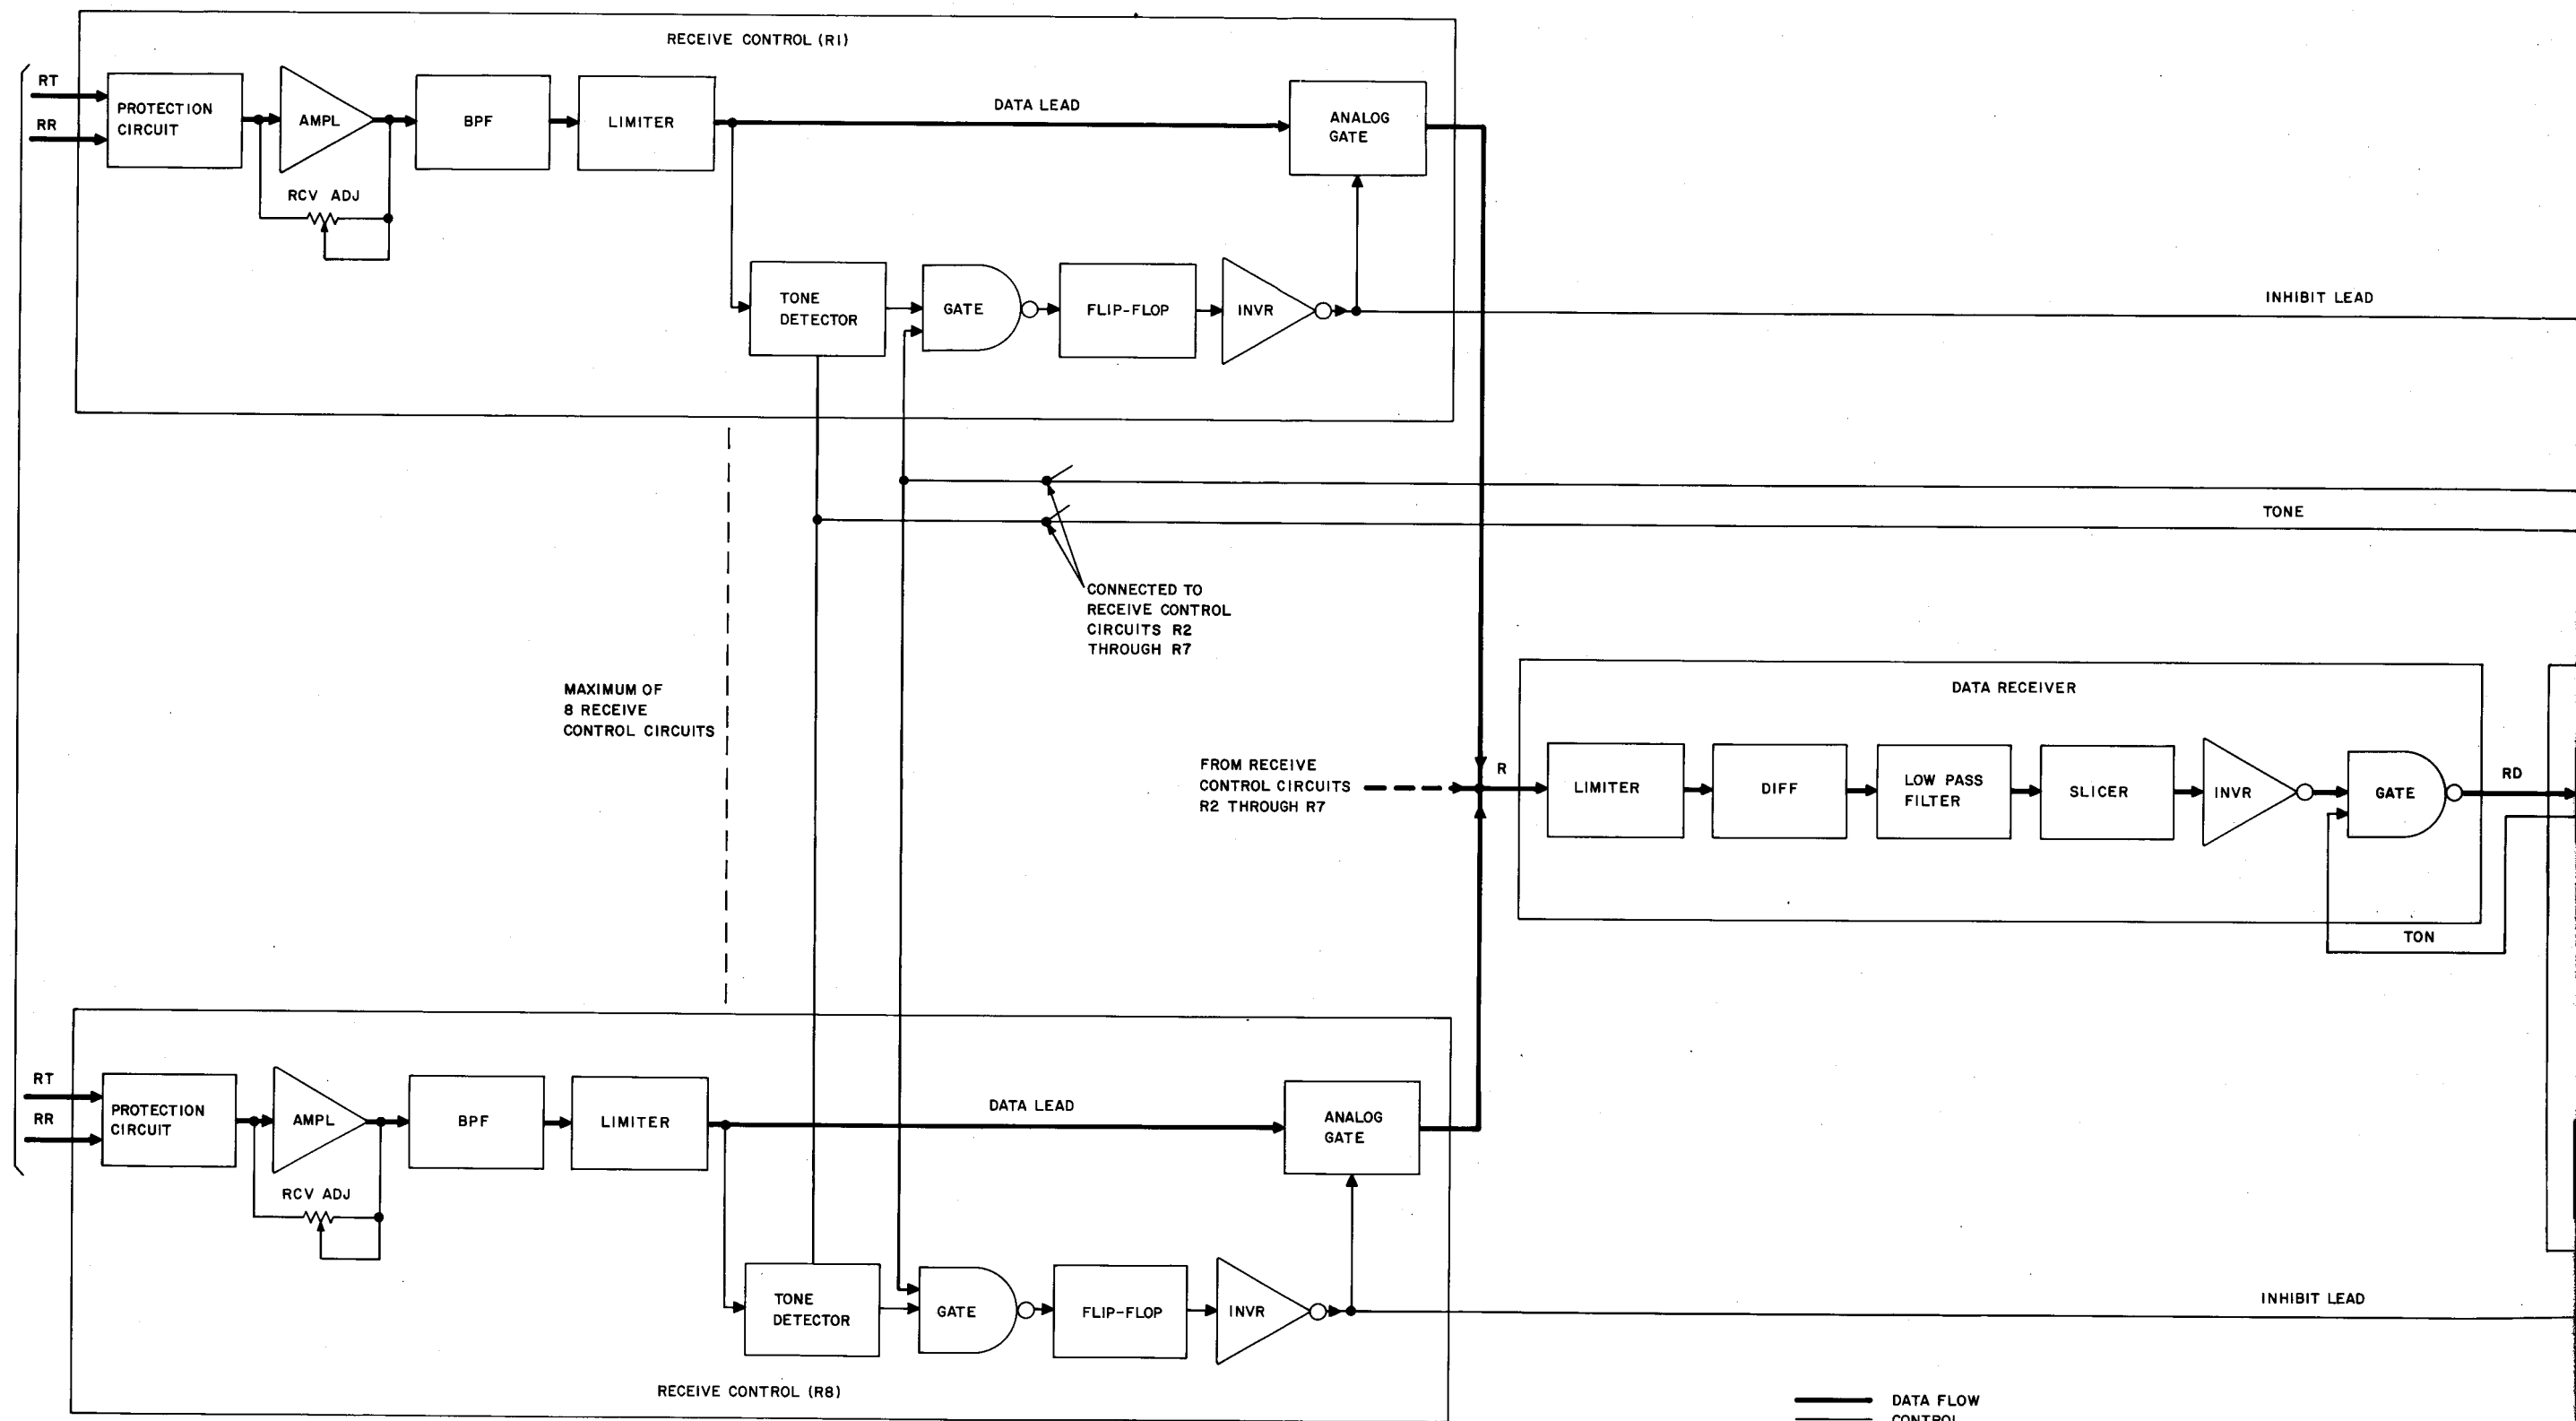 RECEIVE CONTROL (R1)
RT
RR
PROTECTION
CIRCUIT
AMPL
RCV ADJ
BPF
LIMITER
DATA LEAD
ANALOG
GATE
TONE
DETECTOR
GATE
FLIP-FLOP
INVR
INHIBIT LEAD
TONE
CONNECTED TO
RECEIVE CONTROL
CIRCUITS R2
THROUGH R7
MAXIMUM OF
8 RECEIVE
CONTROL CIRCUITS
FROM RECEIVE
CONTROL CIRCUITS
R2 THROUGH R7
R
DATA RECEIVER
LIMITER
DIFF
LOW PASS
FILTER
SLICER
INVR
GATE
RD
TON
RT
RR
PROTECTION
CIRCUIT
AMPL
RCV ADJ
BPF
LIMITER
DATA LEAD
ANALOG
GATE
TONE
DETECTOR
GATE
FLIP-FLOP
INVR
INHIBIT LEAD
RECEIVE CONTROL (R8)
DATA FLOW
CONTROL